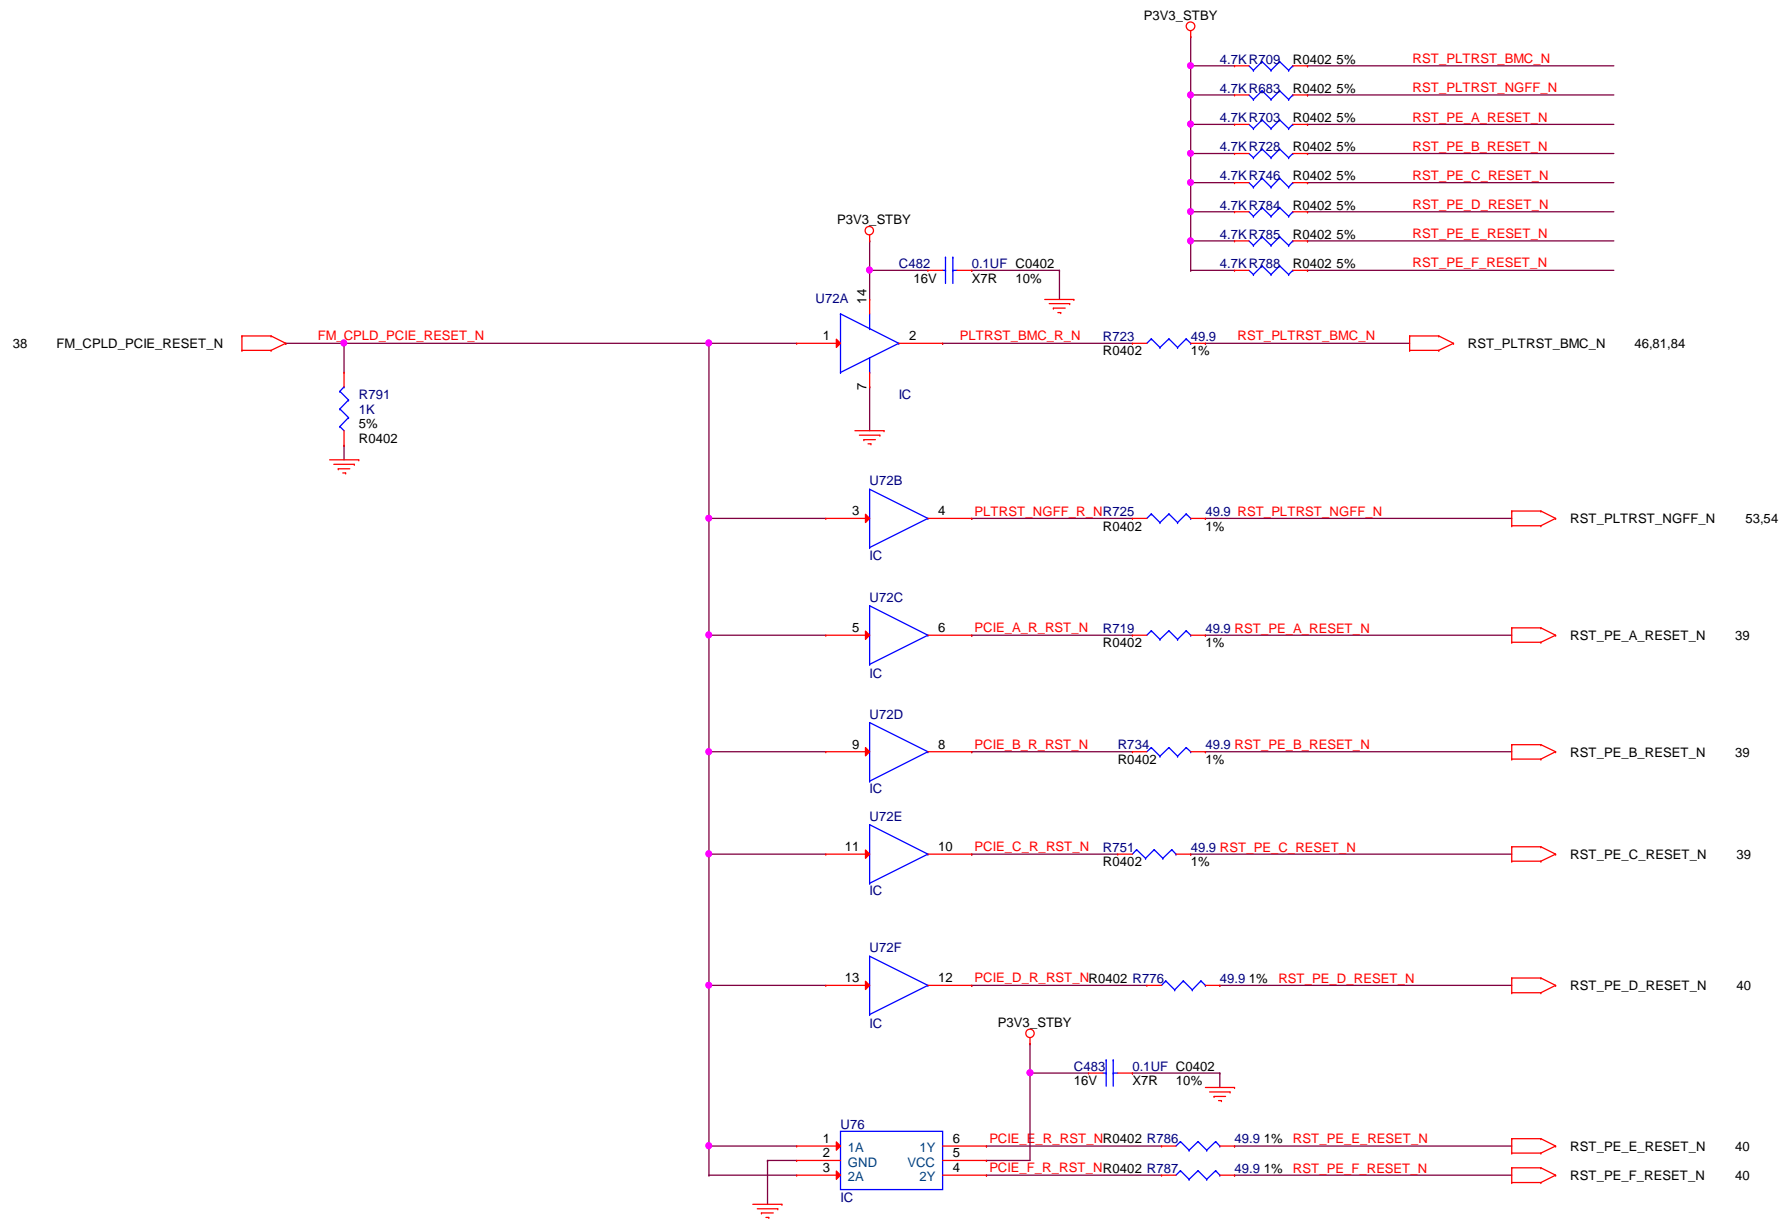 P3V3_STBY
4.7K R709 R0402 5% RST_PLTRST_BMC_N
4.7K R683 R0402 5% RST_PLTRST_NGFF_N
4.7K R703 R0402 5% RST_PE_A_RESET_N
4.7K R728 R0402 5% RST_PE_B_RESET_N
4.7K R746 R0402 5% RST_PE_C_RESET_N
4.7K R784 R0402 5% RST_PE_D_RESET_N
4.7K R785 R0402 5% RST_PE_E_RESET_N
4.7K R788 R0402 5% RST_PE_F_RESET_N
P3V3_STBY
C482 0.1UF C0402
16V X7R 10%
U72A 14
38 FM_CPLD_PCIE_RESET_N FM_CPLD_PCIE_RESET_N 1 2 PLTRST_BMC_R_N R723 49.9 RST_PLTRST_BMC_N RST_PLTRST_BMC_N 46,81,84
R0402 1%
7 IC
R791
1K
5%
R0402
U72B
3 4 PLTRST_NGFF_R_N R725 49.9 RST_PLTRST_NGFF_N RST_PLTRST_NGFF_N 53,54
R0402 1%
IC
U72C
5 6 PCIE_A_R_RST_N R719 49.9 RST_PE_A_RESET_N RST_PE_A_RESET_N 39
R0402 1%
IC
U72D
9 8 PCIE_B_R_RST_N R734 49.9 RST_PE_B_RESET_N RST_PE_B_RESET_N 39
R0402 1%
IC
U72E
11 10 PCIE_C_R_RST_N R751 49.9 RST_PE_C_RESET_N RST_PE_C_RESET_N 39
R0402 1%
IC
U72F
13 12 PCIE_D_R_RST_N R0402 R776 49.9 1% RST_PE_D_RESET_N RST_PE_D_RESET_N 40
IC
P3V3_STBY
C483 0.1UF C0402
16V X7R 10%
U76
1 1A 1Y 6 PCIE_E_R_RST_N R0402 R786 49.9 1% RST_PE_E_RESET_N RST_PE_E_RESET_N 40
2 GND VCC 5
3 2A 2Y 4 PCIE_F_R_RST_N R0402 R787 49.9 1% RST_PE_F_RESET_N RST_PE_F_RESET_N 40
IC